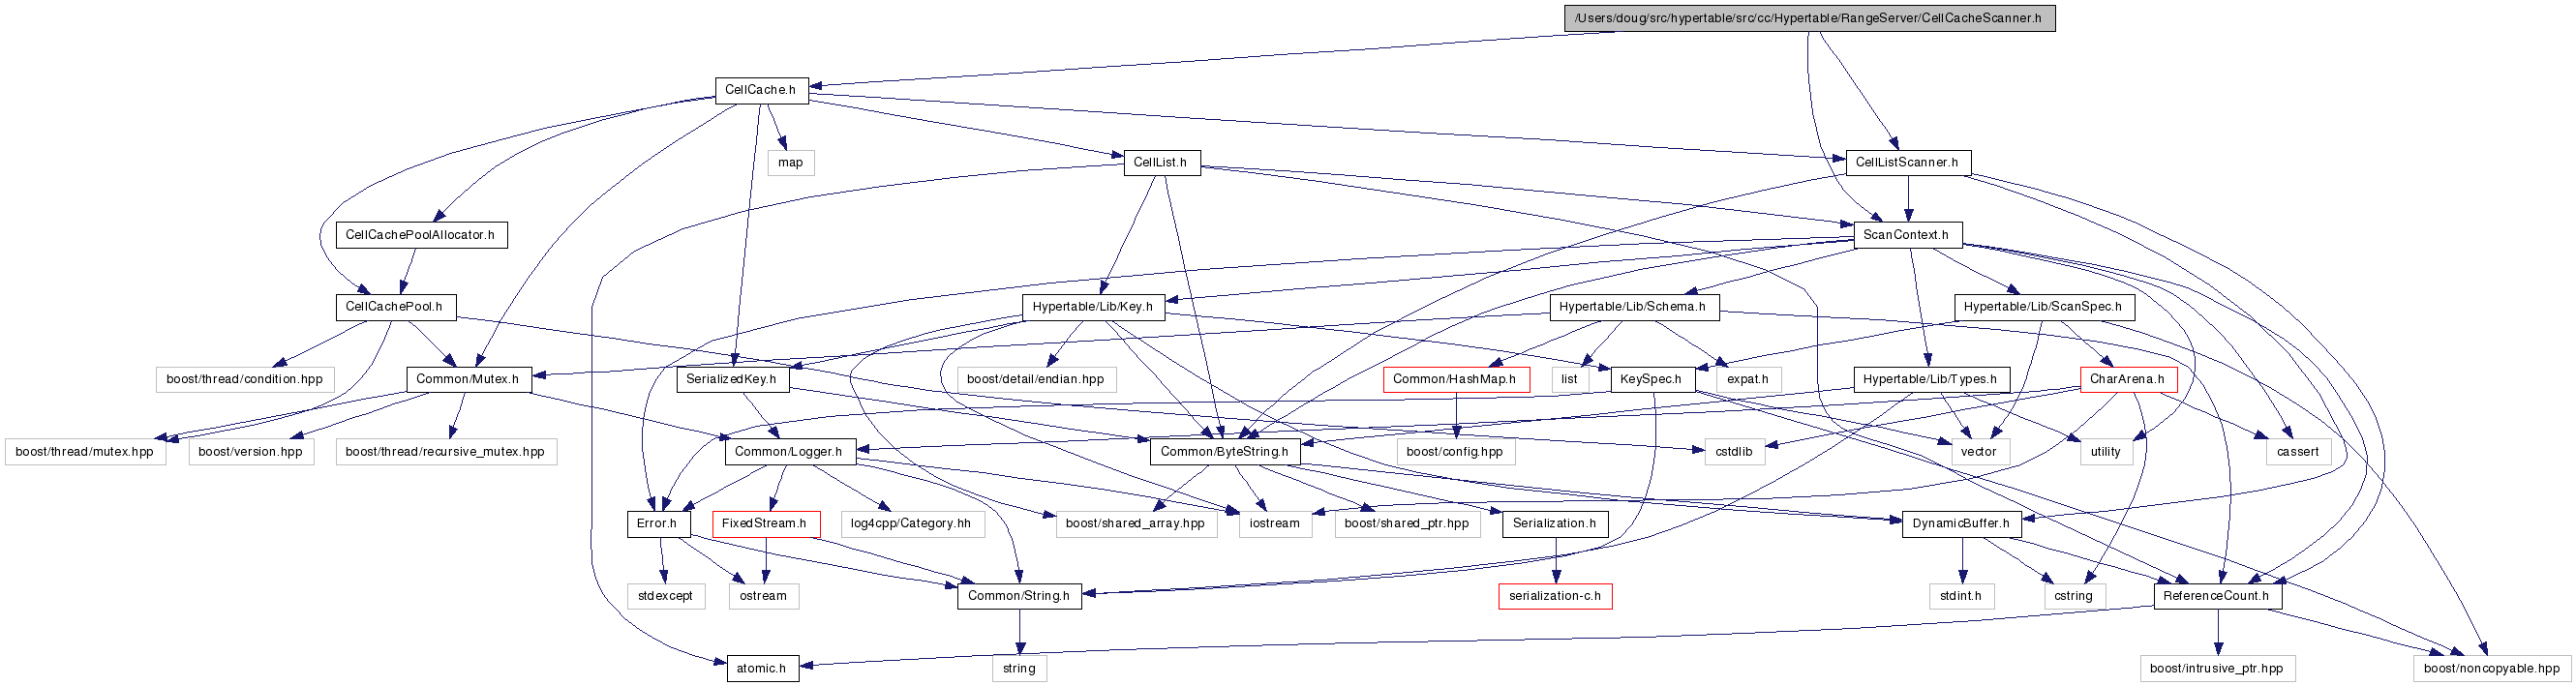 /Users/doug/src/hypertable/src/cc/Hypertable/RangeServer/CellCacheScanner.h
CellCache.h
map
CellList.h
CellListScanner.h
CellCachePoolAllocator.h
ScanContext.h
CellCachePool.h
Hypertable/Lib/Key.h
Hypertable/Lib/Schema.h
Hypertable/Lib/ScanSpec.h
boost/thread/condition.hpp
Common/Mutex.h
SerializedKey.h
boost/detail/endian.hpp
Common/HashMap.h
list
KeySpec.h
expat.h
Hypertable/Lib/Types.h
CharArena.h
boost/thread/mutex.hpp
boost/version.hpp
boost/thread/recursive_mutex.hpp
Common/Logger.h
Common/ByteString.h
boost/config.hpp
cstdlib
vector
utility
cassert
Error.h
FixedStream.h
log4cpp/Category.hh
boost/shared_array.hpp
iostream
boost/shared_ptr.hpp
Serialization.h
DynamicBuffer.h
stdexcept
ostream
Common/String.h
serialization-c.h
stdint.h
cstring
ReferenceCount.h
atomic.h
string
boost/intrusive_ptr.hpp
boost/noncopyable.hpp